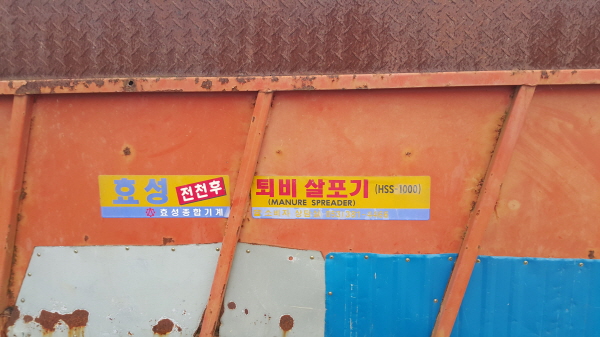 효성 전천후
효성종합기계
퇴비 살포기 (HSS-1000)
(MANURE SPREADER)